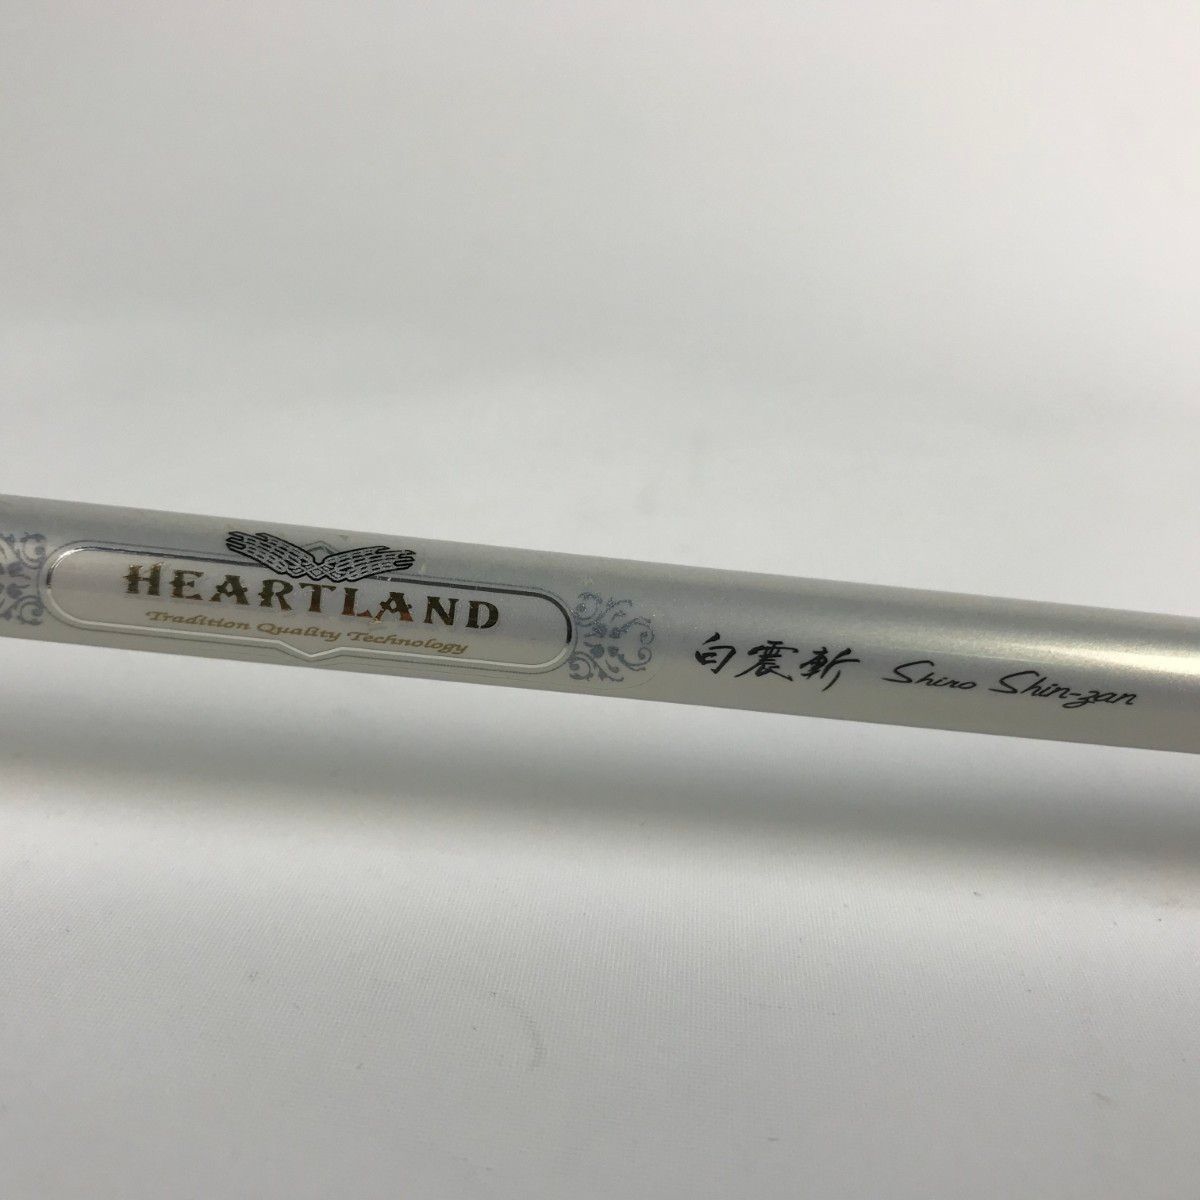 HEARTLAND
Tradition Quality Technology
白震斬 Shiro Shin-zan